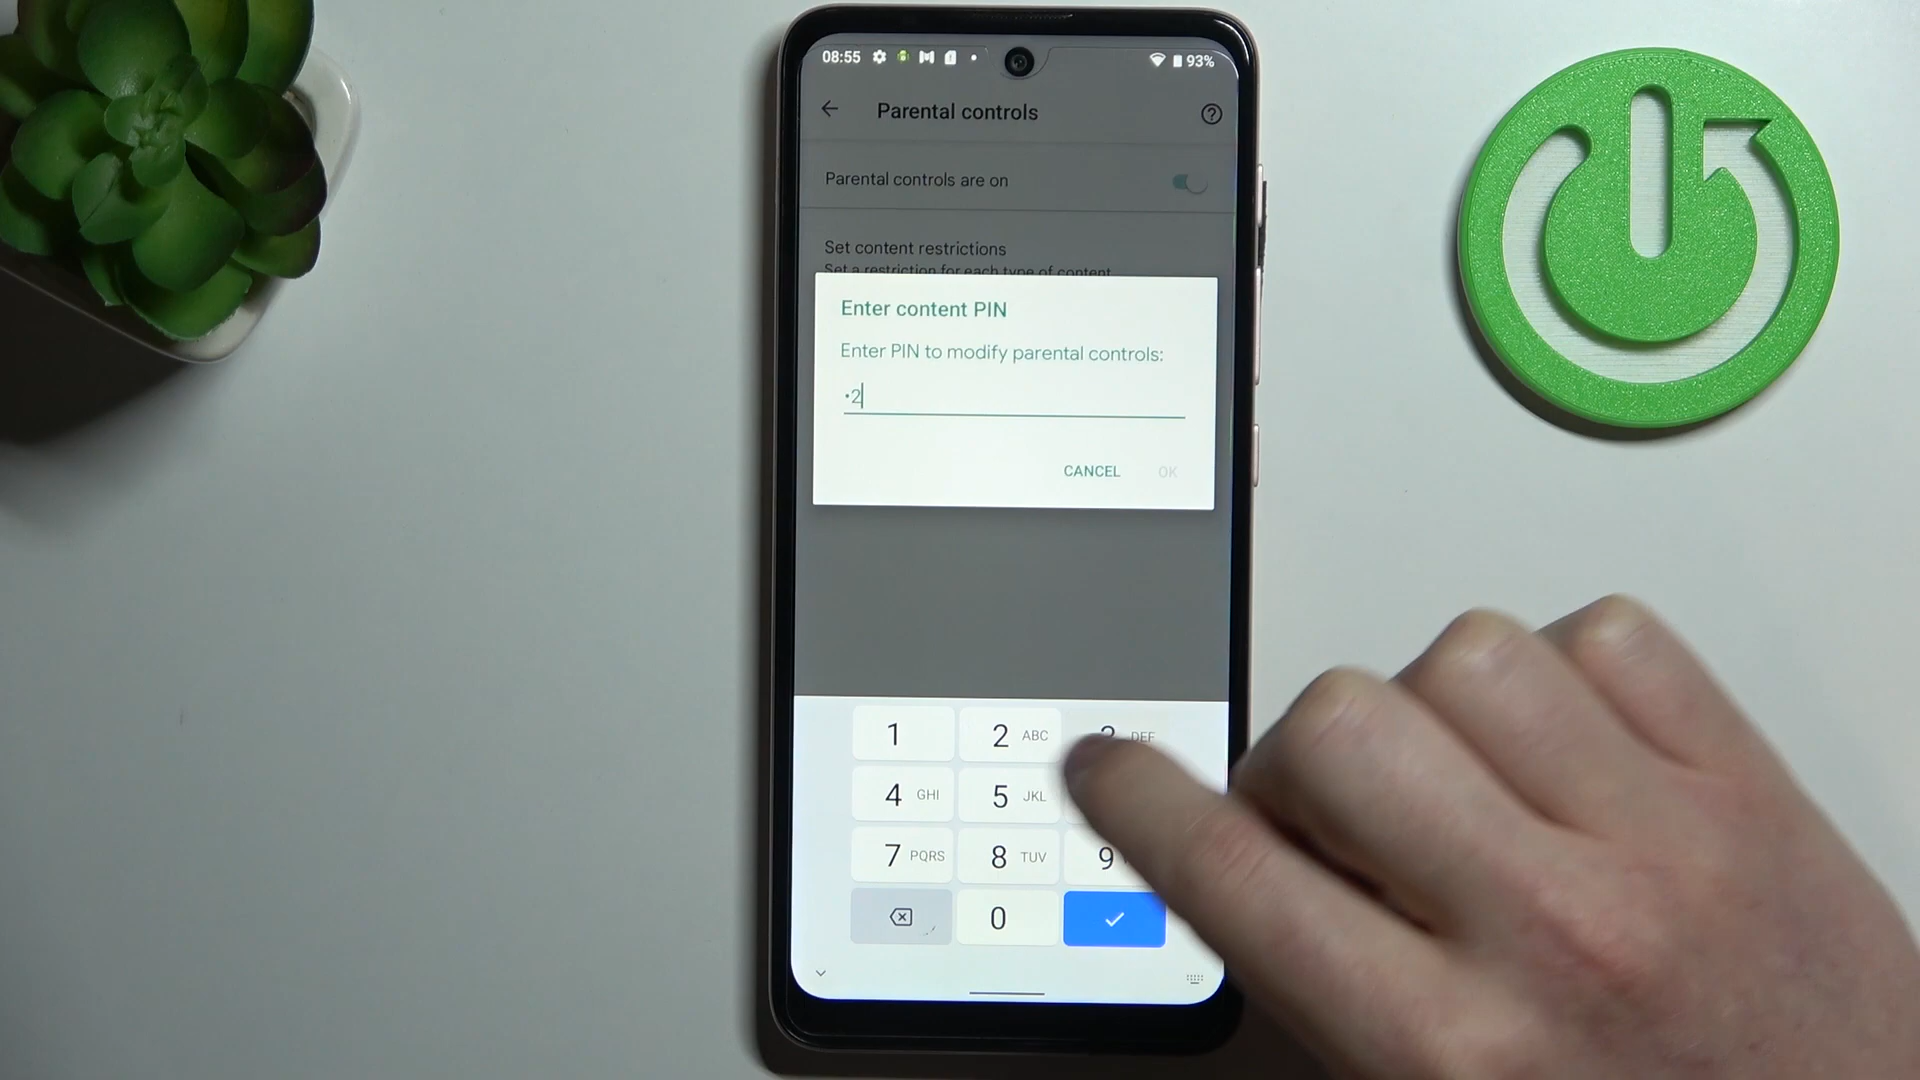 08:55 93%
Parental controls
Parental controls are on
Set content restrictions
Set a restriction for each type of content
Enter content PIN
Enter PIN to modify parental controls:
•2
CANCEL OK
1 2 ABC DEF
4 GHI 5 JKL
7 PQRS 8 TUV 9
0